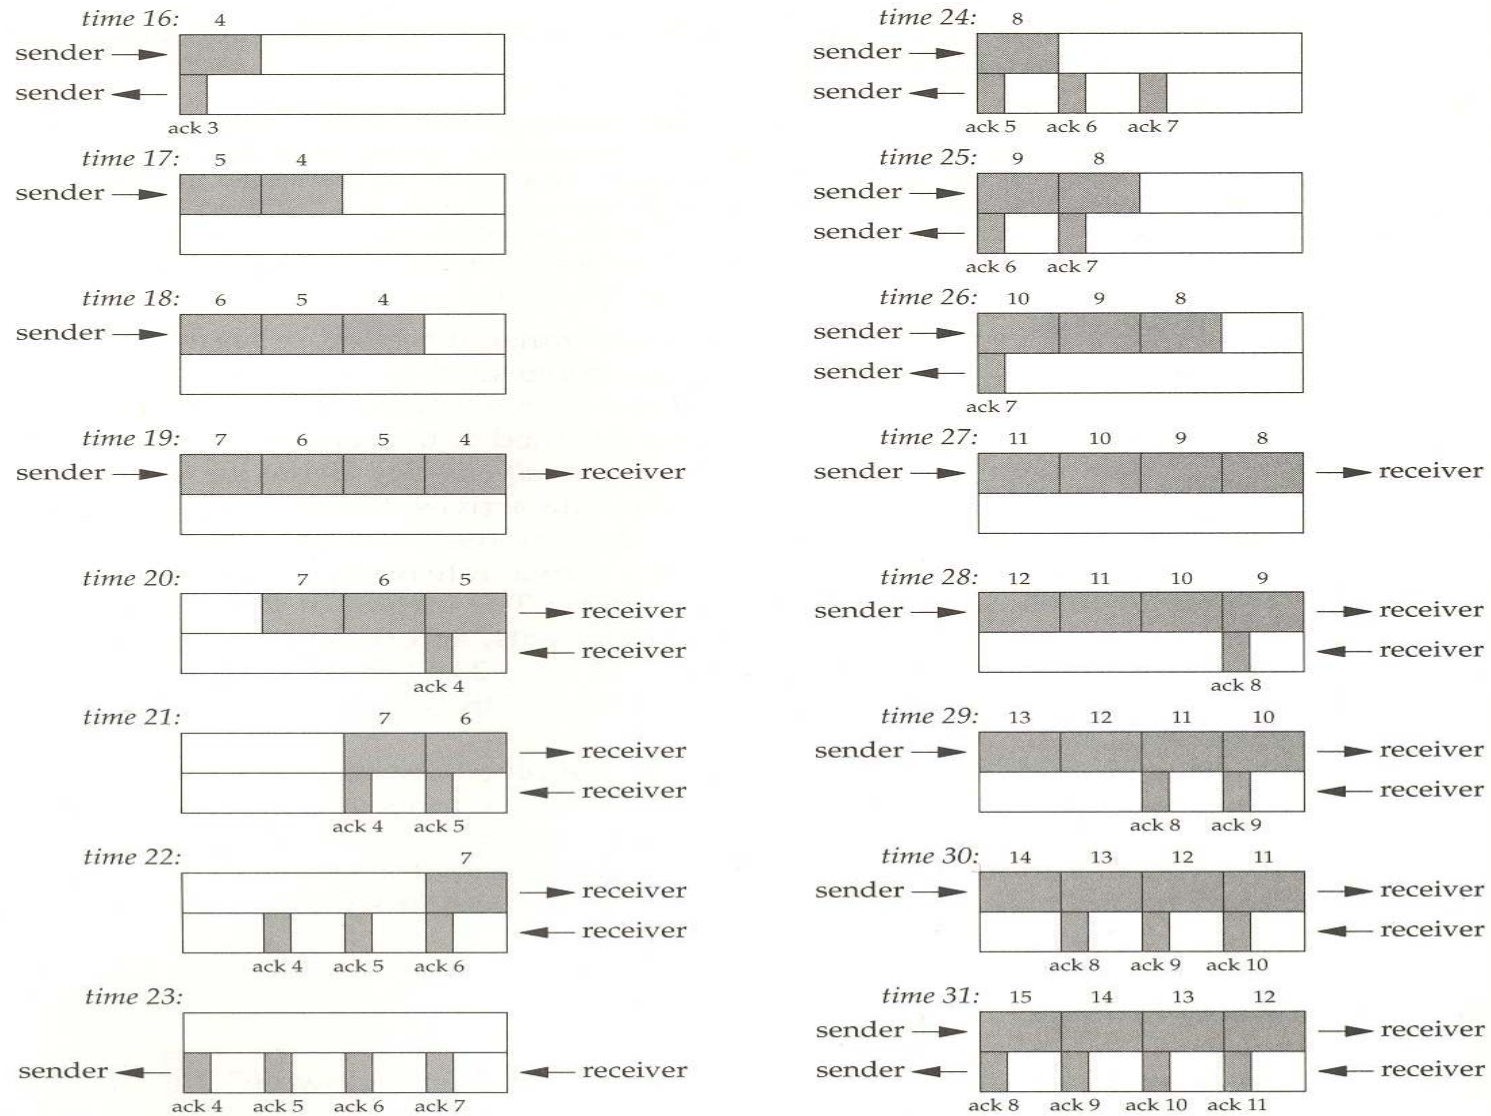 time 16: 4
sender
sender
ack 3
time 17: 5 4
sender
time 18: 6 5 4
sender
time 19: 7 6 5 4
sender receiver
time 20: 7 6 5
receiver
receiver
ack 4
time 21: 7 6
receiver
receiver
ack 4 ack 5
time 22: 7
receiver
receiver
ack 4 ack 5 ack 6
time 23:
sender receiver
ack 4 ack 5 ack 6 ack 7
time 24: 8
sender
sender
ack 5 ack 6 ack 7
time 25: 9 8
sender
sender
ack 6 ack 7
time 26: 10 9 8
sender
sender
ack 7
time 27: 11 10 9 8
sender receiver
time 28: 12 11 10 9
sender receiver
receiver
ack 8
time 29: 13 12 11 10
sender receiver
receiver
ack 8 ack 9
time 30: 14 13 12 11
sender receiver
receiver
ack 8 ack 9 ack 10
time 31: 15 14 13 12
sender receiver
sender receiver
ack 8 ack 9 ack 10 ack 11